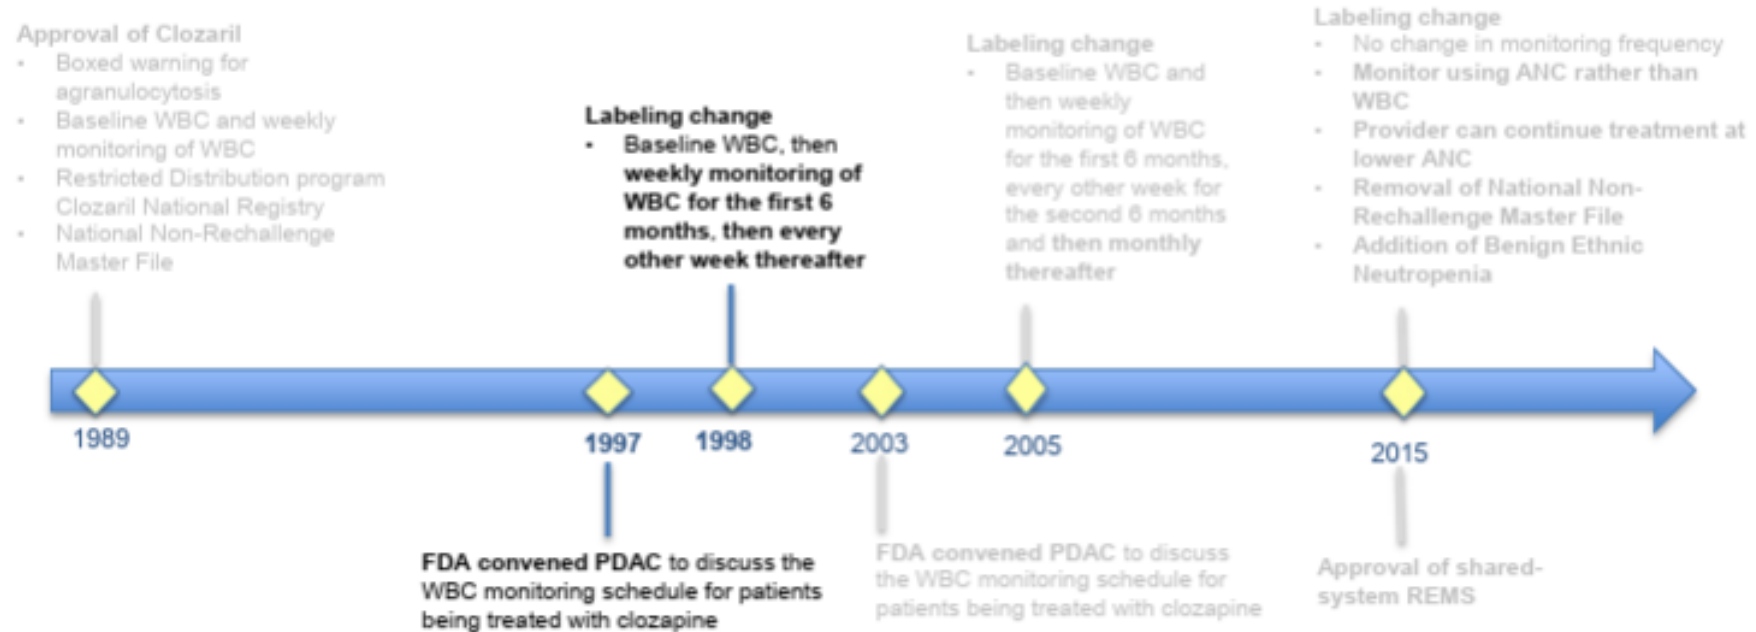 Approval of Clozaril
• Boxed warning for
agranulocytosis
• Baseline WBC and weekly
monitoring of WBC
• Restricted Distribution program
Clozaril National Registry
• National Non-Rechallenge
Master File
Labeling change
• Baseline WBC, then
weekly monitoring of
WBC for the first 6
months, then every
other week thereafter
Labeling change
• Baseline WBC and
then weekly
monitoring of WBC
for the first 6 months,
every other week for
the second 6 months
and then monthly
thereafter
Labeling change
• No change in monitoring frequency
• Monitor using ANC rather than
WBC
• Provider can continue treatment at
lower ANC
• Removal of National Non-
Rechallenge Master File
• Addition of Benign Ethnic
Neutropenia
1989
1997
1998
2003
2005
2015
FDA convened PDAC to discuss the
WBC monitoring schedule for patients
being treated with clozapine
FDA convened PDAC to discuss
the WBC monitoring schedule for
patients being treated with clozapine
Approval of shared-
system REMS